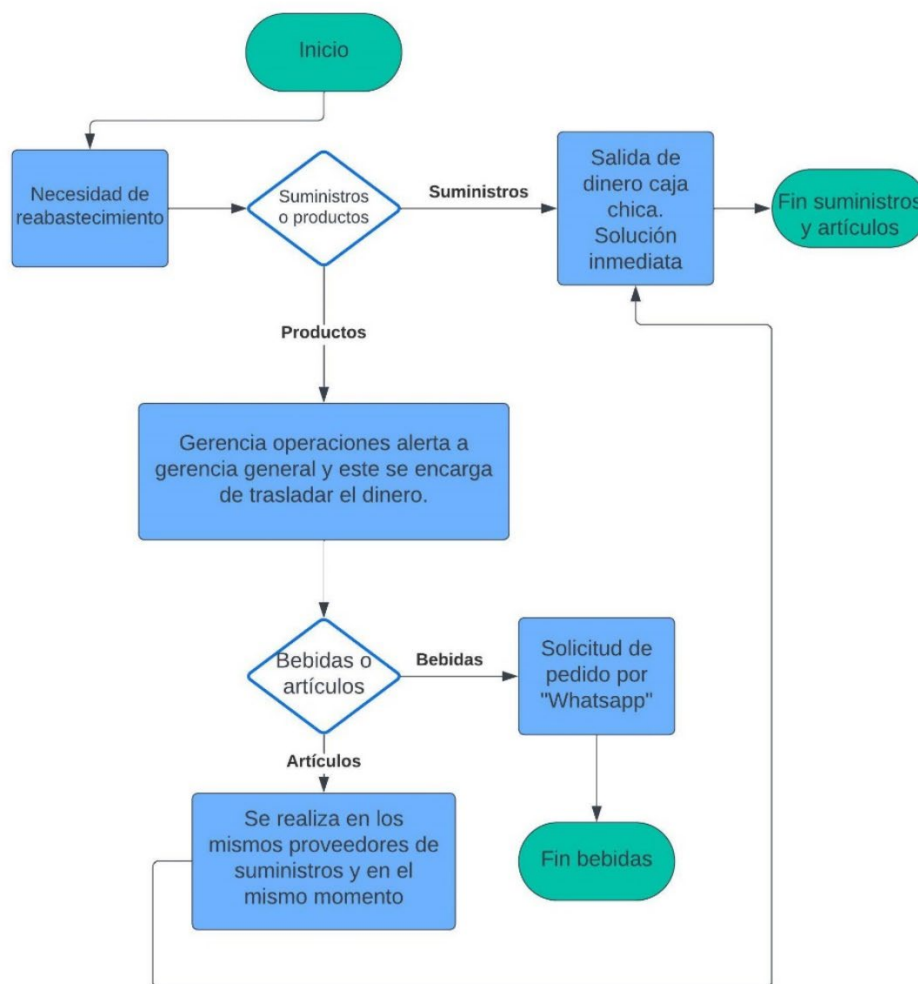 Inicio
Necesidad de
reabastecimiento
Suministros
o productos
Suministros
Salida de
dinero caja
chica.
Solución
inmediata
Fin suministros
y artículos
Productos
Gerencia operaciones alerta a
gerencia general y este se encarga
de trasladar el dinero.
Bebidas o
artículos
Bebidas
Solicitud de
pedido por
"Whatsapp"
Artículos
Se realiza en los
mismos proveedores de
suministros y en el
mismo momento
Fin bebidas